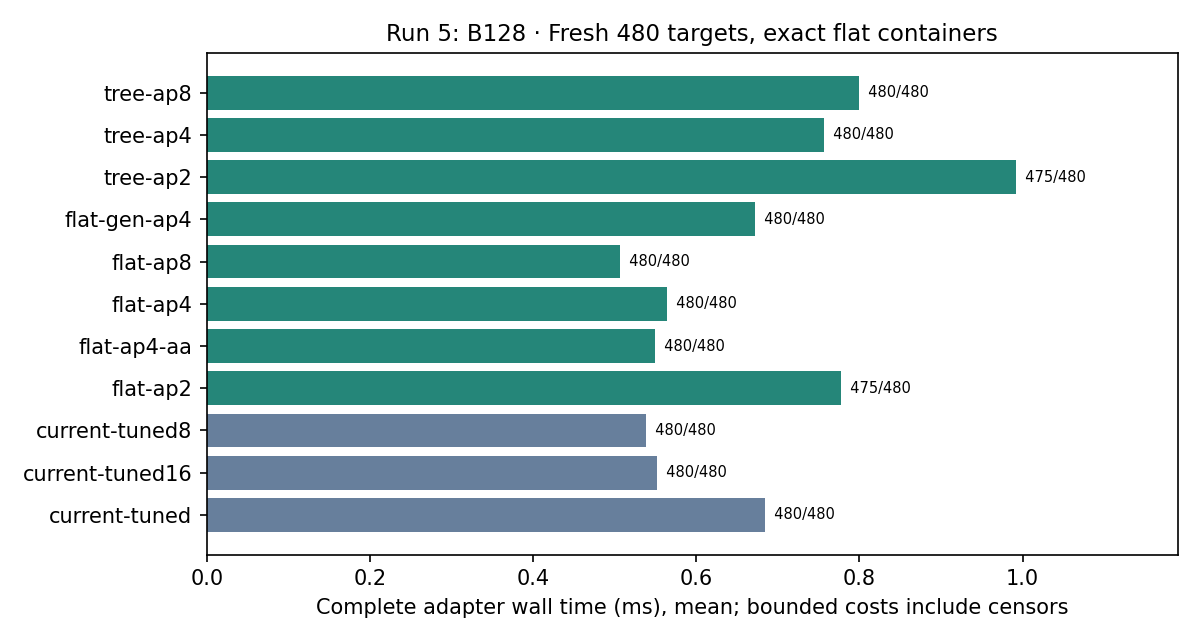 Run 5: B128 · Fresh 480 targets, exact flat containers
tree-ap8 480/480
tree-ap4 480/480
tree-ap2 475/480
flat-gen-ap4 480/480
flat-ap8 480/480
flat-ap4 480/480
flat-ap4-aa 480/480
flat-ap2 475/480
current-tuned8 480/480
current-tuned16 480/480
current-tuned 480/480
0.0 0.2 0.4 0.6 0.8 1.0
Complete adapter wall time (ms), mean; bounded costs include censors